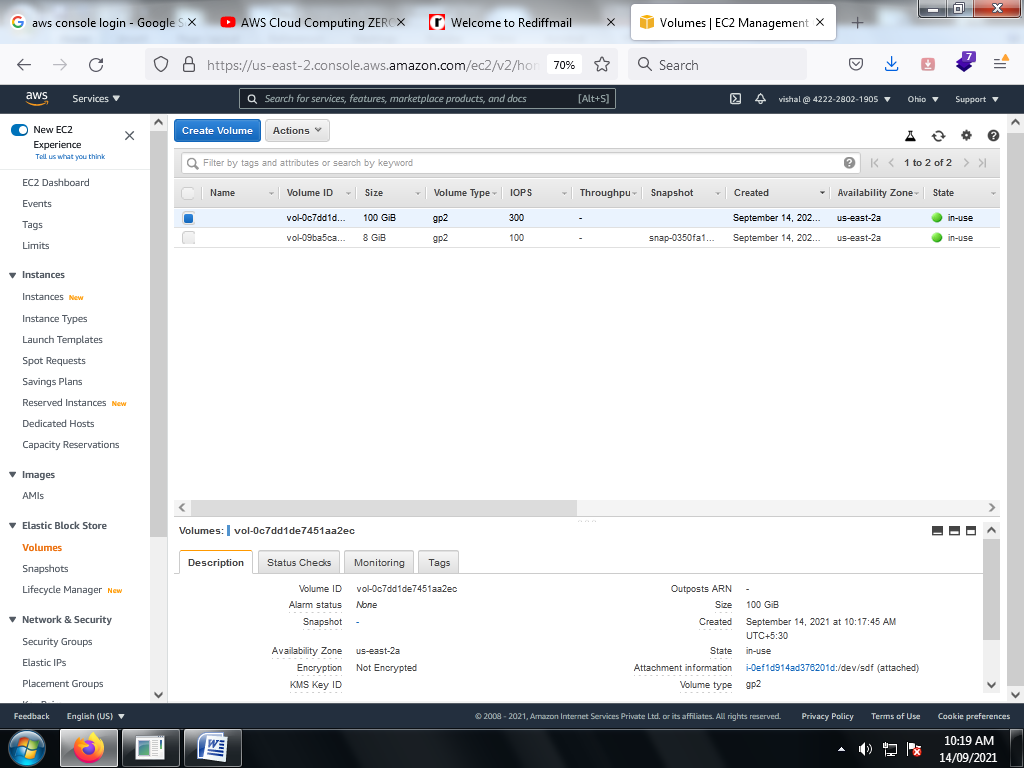 aws console login - Google S
AWS Cloud Computing ZERO
Welcome to Rediffmail
Volumes | EC2 Management
https://us-east-2.console.aws.amazon.com/ec2/v2/hom
70%
Search
7
aws
Services
Search for services, features, marketplace products, and docs
[Alt+S]
vishal @ 4222-2802-1905
Ohio
Support
New EC2
Experience
Tell us what you think
EC2 Dashboard
Events
Tags
Limits
Instances
Instances New
Instance Types
Launch Templates
Spot Requests
Savings Plans
Reserved Instances New
Dedicated Hosts
Capacity Reservations
Images
AMIs
Elastic Block Store
Volumes
Snapshots
Lifecycle Manager New
Network & Security
Security Groups
Elastic IPs
Placement Groups
Create Volume
Actions
Filter by tags and attributes or search by keyword
1 to 2 of 2
Name Volume ID Size Volume Type IOPS Throughpu Snapshot Created Availability Zone State
vol-0c7dd1d... 100 GiB gp2 300 - September 14, 202... us-east-2a in-use
vol-09ba5ca... 8 GiB gp2 100 - snap-0350fa1... September 14, 202... us-east-2a in-use
Volumes: vol-0c7dd1de7451aa2ec
Description Status Checks Monitoring Tags
Volume ID vol-0c7dd1de7451aa2ec
Alarm status None
Snapshot -
Availability Zone us-east-2a
Encryption Not Encrypted
KMS Key ID
Outposts ARN -
Size 100 GiB
Created September 14, 2021 at 10:17:45 AM
UTC+5:30
State in-use
Attachment information i-0ef1d914ad376201d:/dev/sdf (attached)
Volume type gp2
Feedback
English (US)
© 2008 - 2021, Amazon Internet Services Private Ltd. or its affiliates. All rights reserved.
Privacy Policy
Terms of Use
Cookie preferences
10:19 AM
14/09/2021